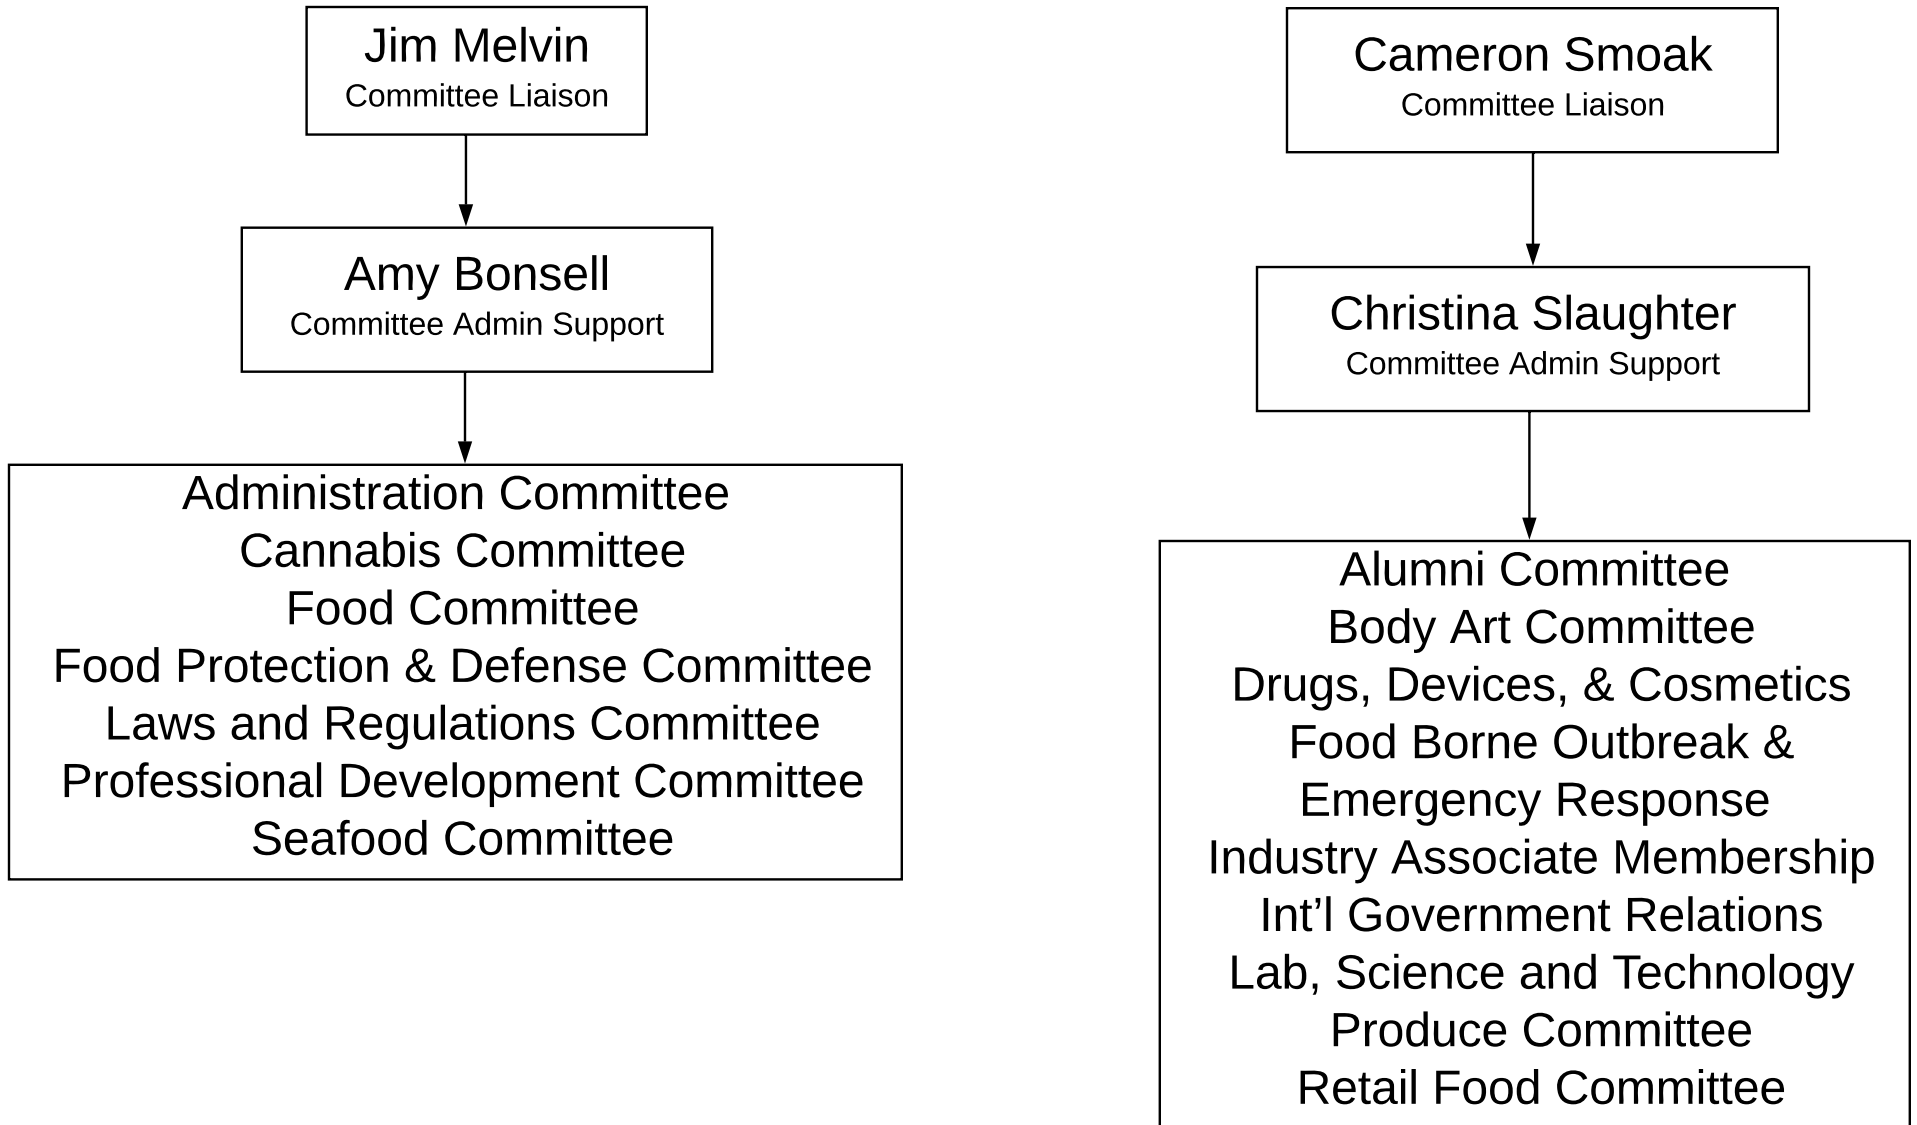 Jim Melvin
Committee Liaison
Amy Bonsell
Committee Admin Support
Administration Committee
Cannabis Committee
Food Committee
Food Protection & Defense Committee
Laws and Regulations Committee
Professional Development Committee
Seafood Committee
Cameron Smoak
Committee Liaison
Christina Slaughter
Committee Admin Support
Alumni Committee
Body Art Committee
Drugs, Devices, & Cosmetics
Food Borne Outbreak &
Emergency Response
Industry Associate Membership
Int’l Government Relations
Lab, Science and Technology
Produce Committee
Retail Food Committee